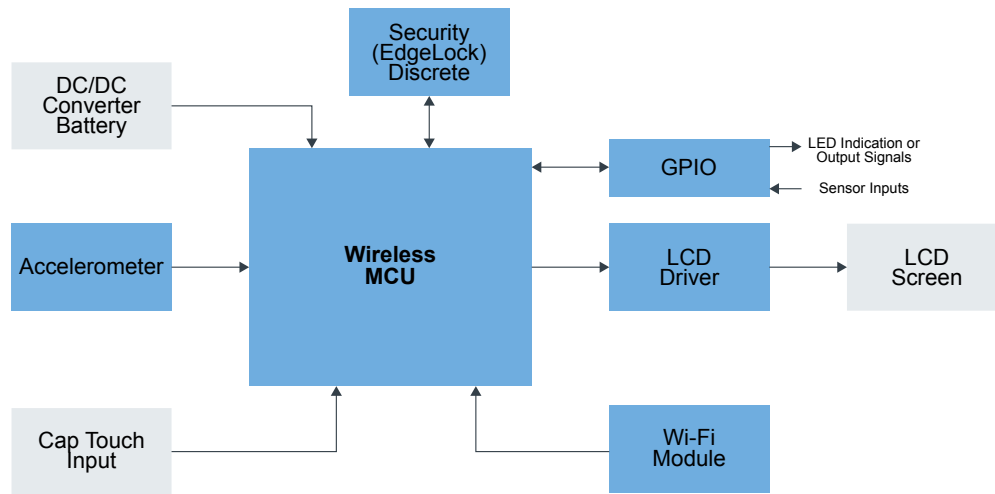 Security
(EdgeLock)
Discrete
DC/DC
Converter
Battery
GPIO
LED Indication or
Output Signals
Sensor Inputs
Accelerometer
Wireless
MCU
LCD
Driver
LCD
Screen
Cap Touch
Input
Wi-Fi
Module